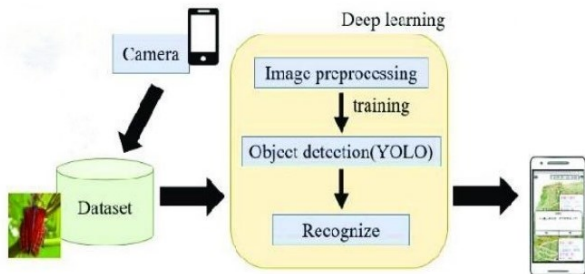 Deep learning
Camera
Image preprocessing
training
Object detection(YOLO)
Dataset
Recognize